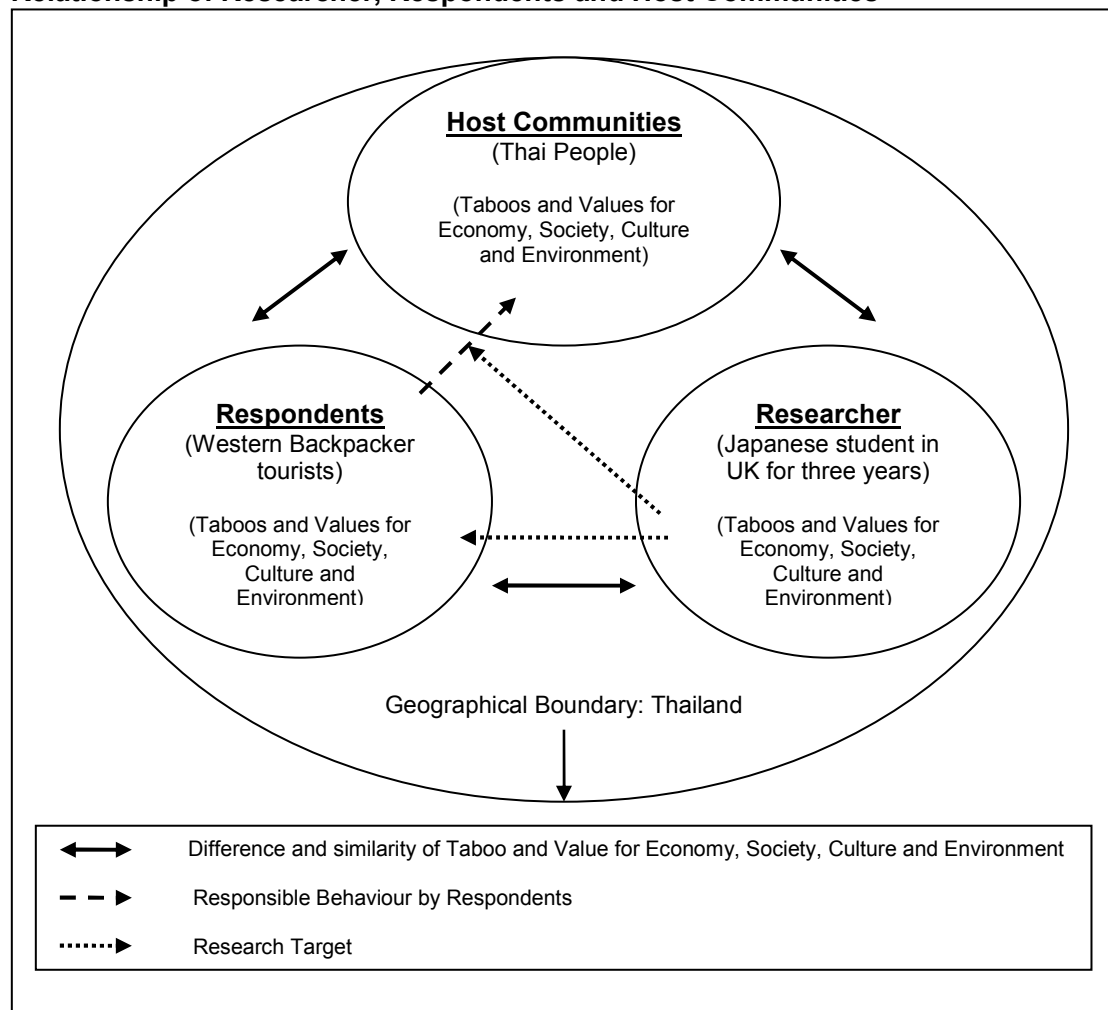 Relationship of Researcher, Respondents and Host Communities
Host Communities
(Thai People)
(Taboos and Values for
Economy, Society, Culture
and Environment)
Respondents
(Western Backpacker
tourists)
(Taboos and Values for
Economy, Society,
Culture and
Environment)
Researcher
(Japanese student in
UK for three years)
(Taboos and Values for
Economy, Society,
Culture and
Environment)
Geographical Boundary: Thailand
Difference and similarity of Taboo and Value for Economy, Society, Culture and Environment
Responsible Behaviour by Respondents
Research Target